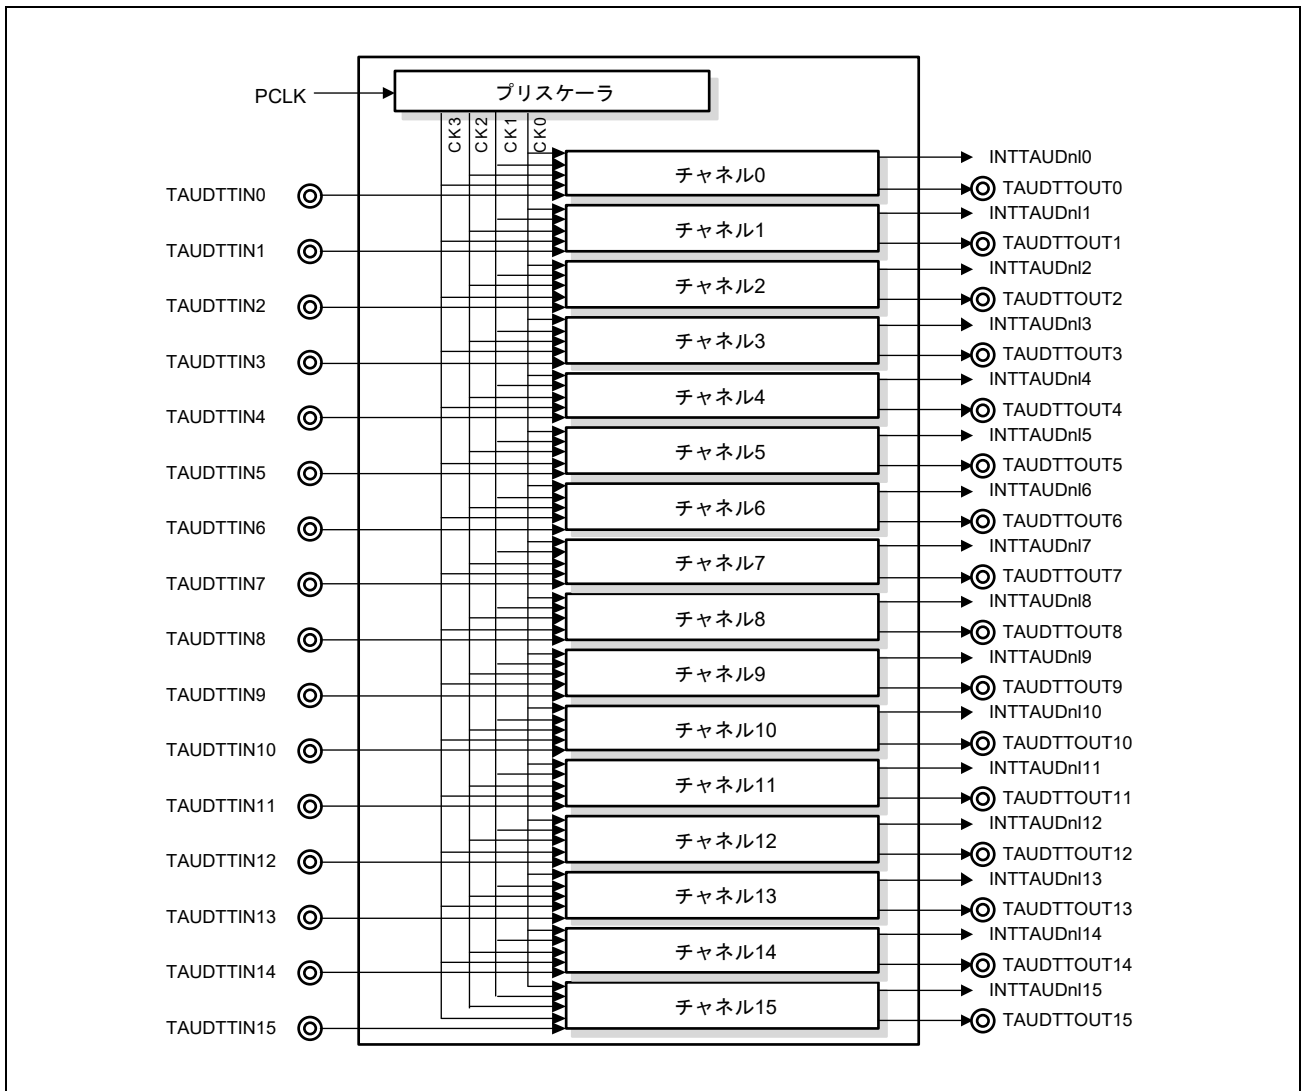 PCLK
プリスケーラ
CK3
CK2
CK1
CK0
TAUDTTIN0
チャネル0
INTTAUDnI0
TAUDTTOUT0
TAUDTTIN1
チャネル1
INTTAUDnI1
TAUDTTOUT1
TAUDTTIN2
チャネル2
INTTAUDnI2
TAUDTTOUT2
TAUDTTIN3
チャネル3
INTTAUDnI3
TAUDTTOUT3
TAUDTTIN4
チャネル4
INTTAUDnI4
TAUDTTOUT4
TAUDTTIN5
チャネル5
INTTAUDnI5
TAUDTTOUT5
TAUDTTIN6
チャネル6
INTTAUDnI6
TAUDTTOUT6
TAUDTTIN7
チャネル7
INTTAUDnI7
TAUDTTOUT7
TAUDTTIN8
チャネル8
INTTAUDnI8
TAUDTTOUT8
TAUDTTIN9
チャネル9
INTTAUDnI9
TAUDTTOUT9
TAUDTTIN10
チャネル10
INTTAUDnI10
TAUDTTOUT10
TAUDTTIN11
チャネル11
INTTAUDnI11
TAUDTTOUT11
TAUDTTIN12
チャネル12
INTTAUDnI12
TAUDTTOUT12
TAUDTTIN13
チャネル13
INTTAUDnI13
TAUDTTOUT13
TAUDTTIN14
チャネル14
INTTAUDnI14
TAUDTTOUT14
TAUDTTIN15
チャネル15
INTTAUDnI15
TAUDTTOUT15